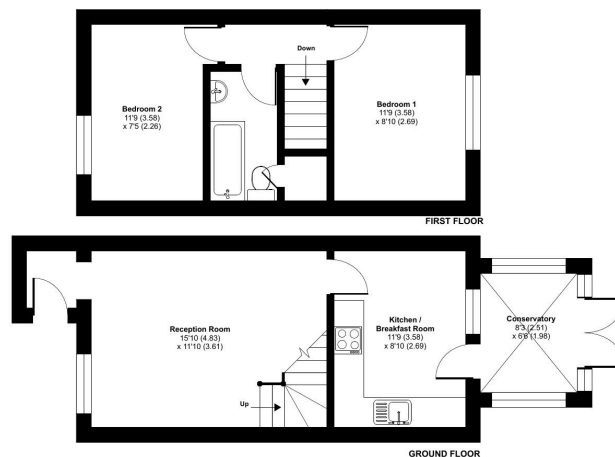 Down
Bedroom 2
11'9 (3.58)
x 7'5 (2.26)
Bedroom 1
11'9 (3.58)
x 8'10 (2.69)
FIRST FLOOR
Reception Room
15'10 (4.83)
x 11'10 (3.61)
Kitchen /
Breakfast Room
11'9 (3.58)
x 8'10 (2.69)
Conservatory
8'3 (2.51)
x 6'6 (1.98)
Up
GROUND FLOOR